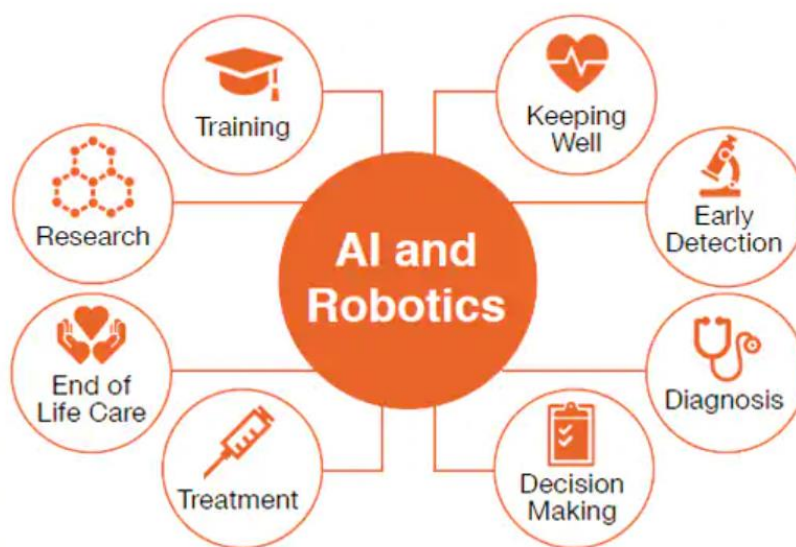 AI and
Robotics
Keeping
Well
Early
Detection
Diagnosis
Decision
Making
Treatment
End of
Life Care
Research
Training